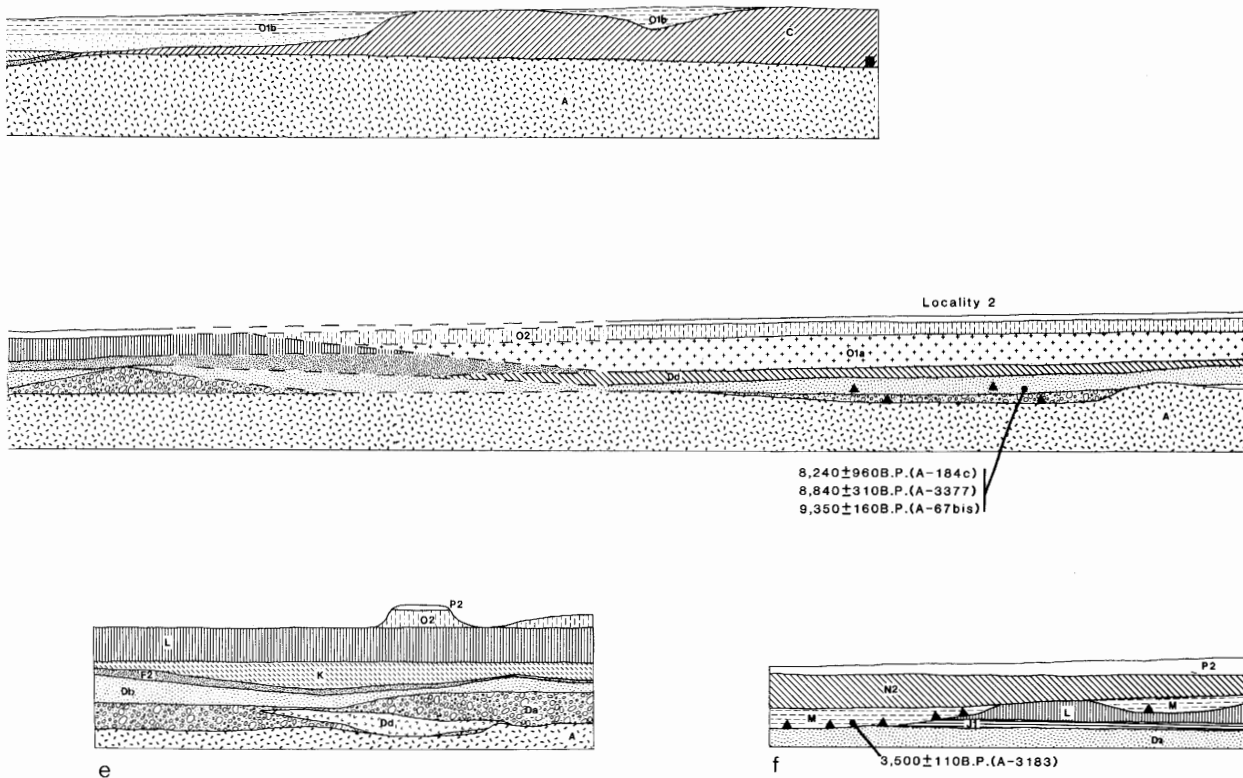 O1b
O1b
C
A
Locality 2
O2
O1a
Dd
A
8,240±960B.P.(A-184c)
8,840±310B.P.(A-3377)
9,350±160B.P.(A-67bis)
P2
O2
L
F2
K
Db
Da
Dd
A
e
P2
N2
M
L
M
Da
f
3,500±110B.P.(A-3183)